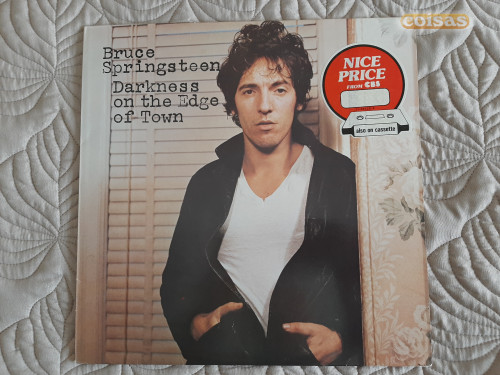 coisas
Bruce
Springsteen
Darkness
on the Edge
of Town
NICE
PRICE
FROM CBS
also on cassette